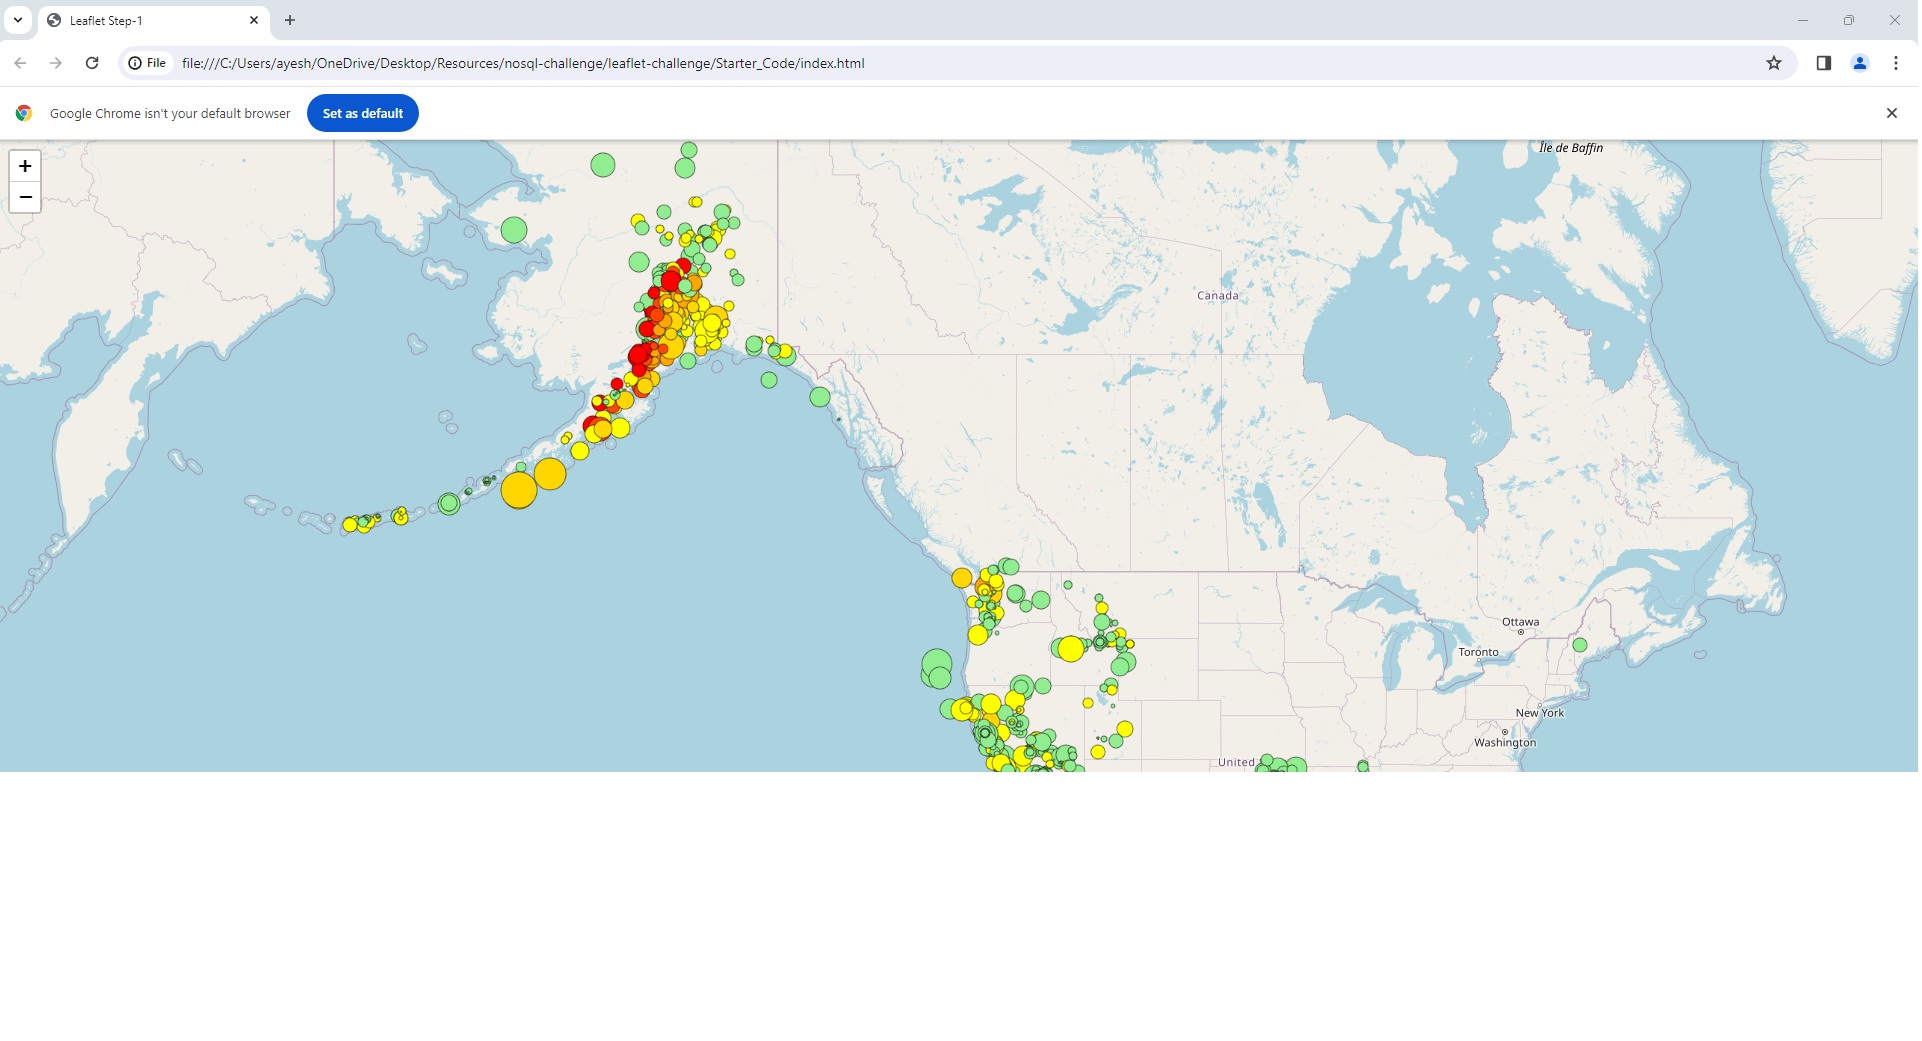 Leaflet Step-1
File
file:///C:/Users/ayesh/OneDrive/Desktop/Resources/nosql-challenge/leaflet-challenge/Starter_Code/index.html
Google Chrome isn't your default browser
Set as default
+
−
Île de Baffin
Canada
Ottawa
Toronto
New York
Washington
United